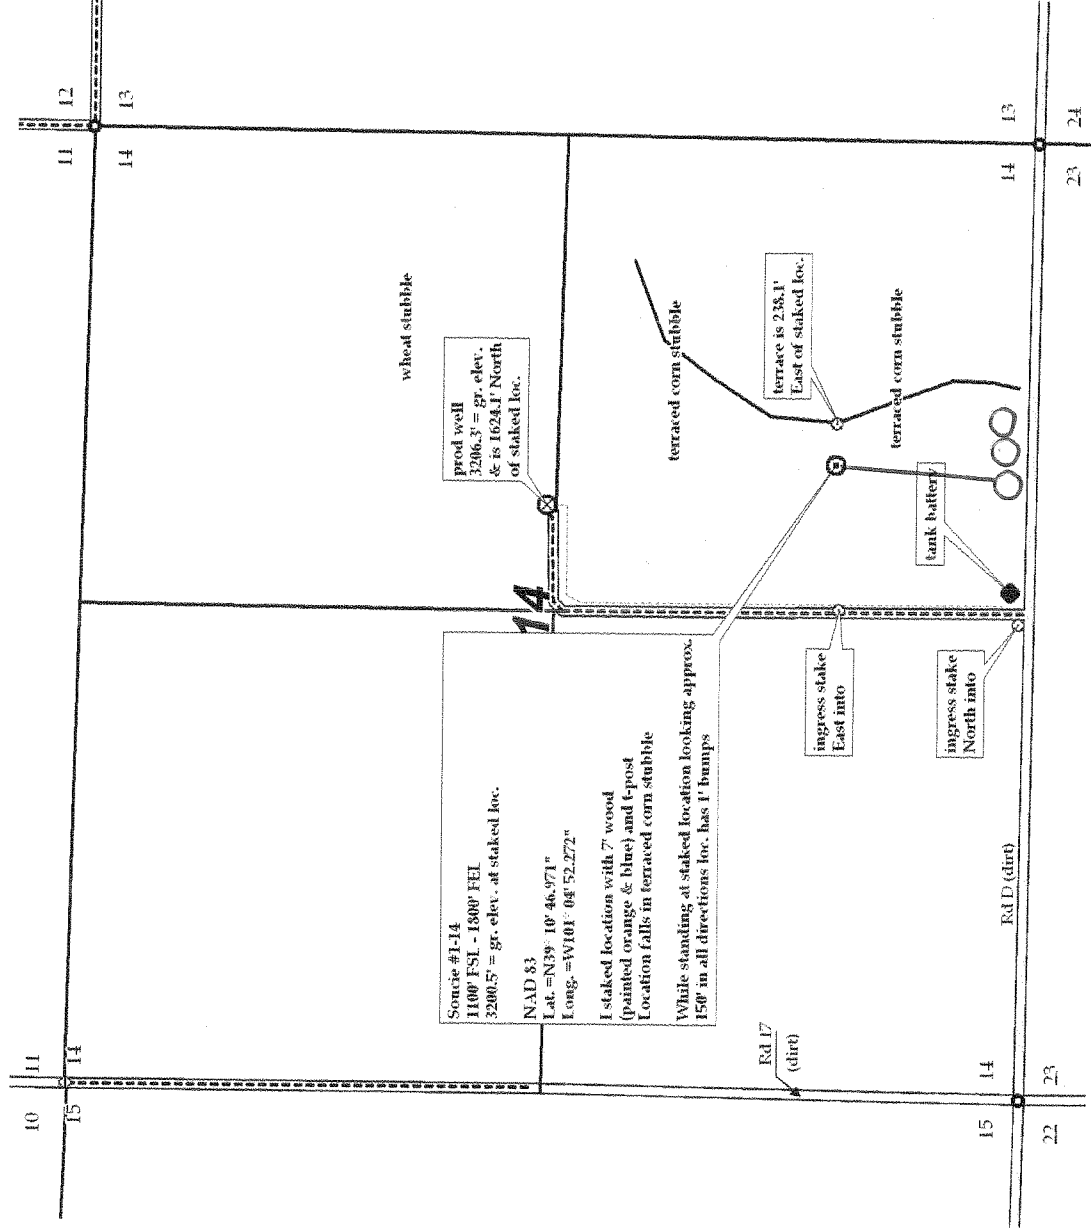 12
11
13
14
wheat stubble
prod well
3206.3' = gr. elev.
& is 1624.1' North
of staked loc.
14
terraced corn stubble
terrace is 238.1'
East of staked loc.
terraced corn stubble
tank battery
Soucie #1-14
1100' FSL - 1800' FEL
3200.5' = gr. elev. at staked loc.
NAD 83
Lat. =N39° 10' 46.971"
Long. =W101° 04' 52.272"
I staked location with 7' wood
(painted orange & blue) and t-post
Location falls in terraced corn stubble
While standing at staked location looking approx.
150' in all directions loc. has 1' bumps
ingress stake
East into
ingress stake
North into
Rd D (dirt)
Rd 17
(dirt)
11
14
10
15
14
23
15
22
13
24
14
23